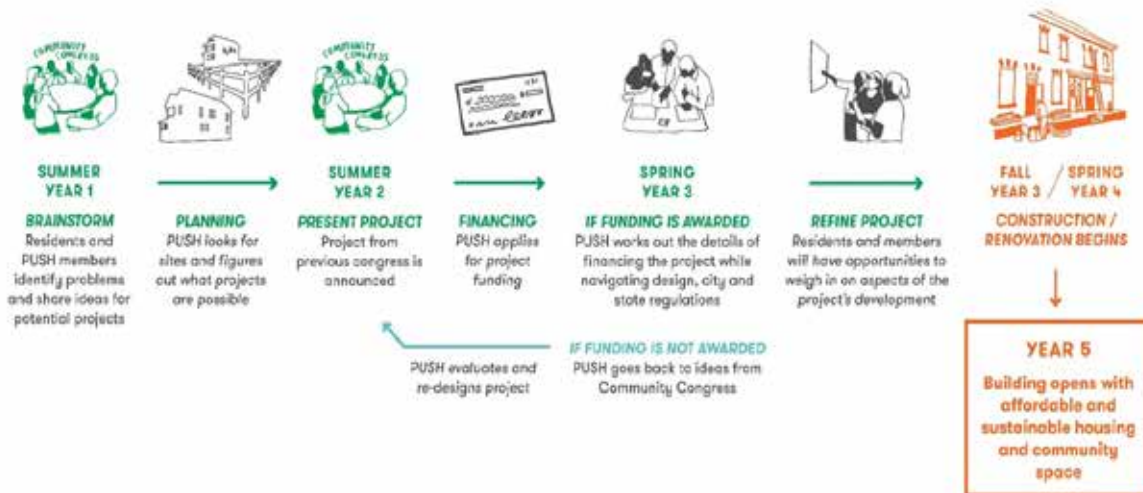 COMMUNITY CONGRESS
SUMMER
YEAR 1
BRAINSTORM
Residents and
PUSH members
identify problems
and share ideas for
potential projects
PLANNING
PUSH looks for
sites and figures
out what projects
are possible
COMMUNITY CONGRESS
SUMMER
YEAR 2
PRESENT PROJECT
Project from
previous congress is
announced
FINANCING
PUSH applies
for project
funding
SPRING
YEAR 3
IF FUNDING IS AWARDED
PUSH works out the details of
financing the project while
navigating design, city and
state regulations
REFINE PROJECT
Residents and members
will have opportunities to
weigh in on aspects of the
project's development
FALL / SPRING
YEAR 3 / YEAR 4
CONSTRUCTION /
RENOVATION BEGINS
IF FUNDING IS NOT AWARDED
PUSH goes back to ideas from
Community Congress
PUSH evaluates and
re-designs project
YEAR 5
Building opens with
affordable and
sustainable housing
and community
space